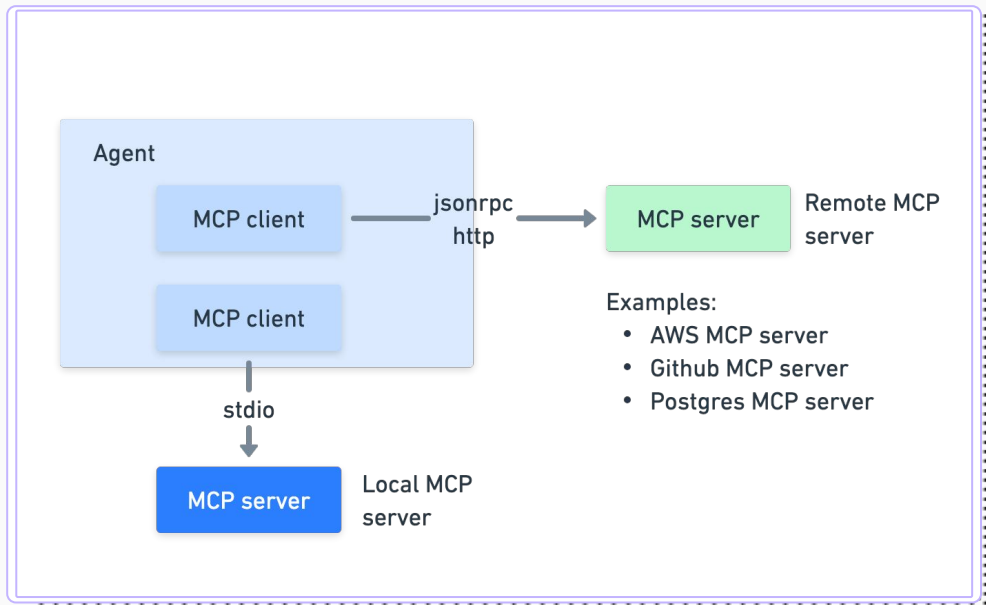 Agent
MCP client
jsonrpc
http
MCP server
Remote MCP
server
MCP client
Examples:
• AWS MCP server
• Github MCP server
• Postgres MCP server
stdio
MCP server
Local MCP
server